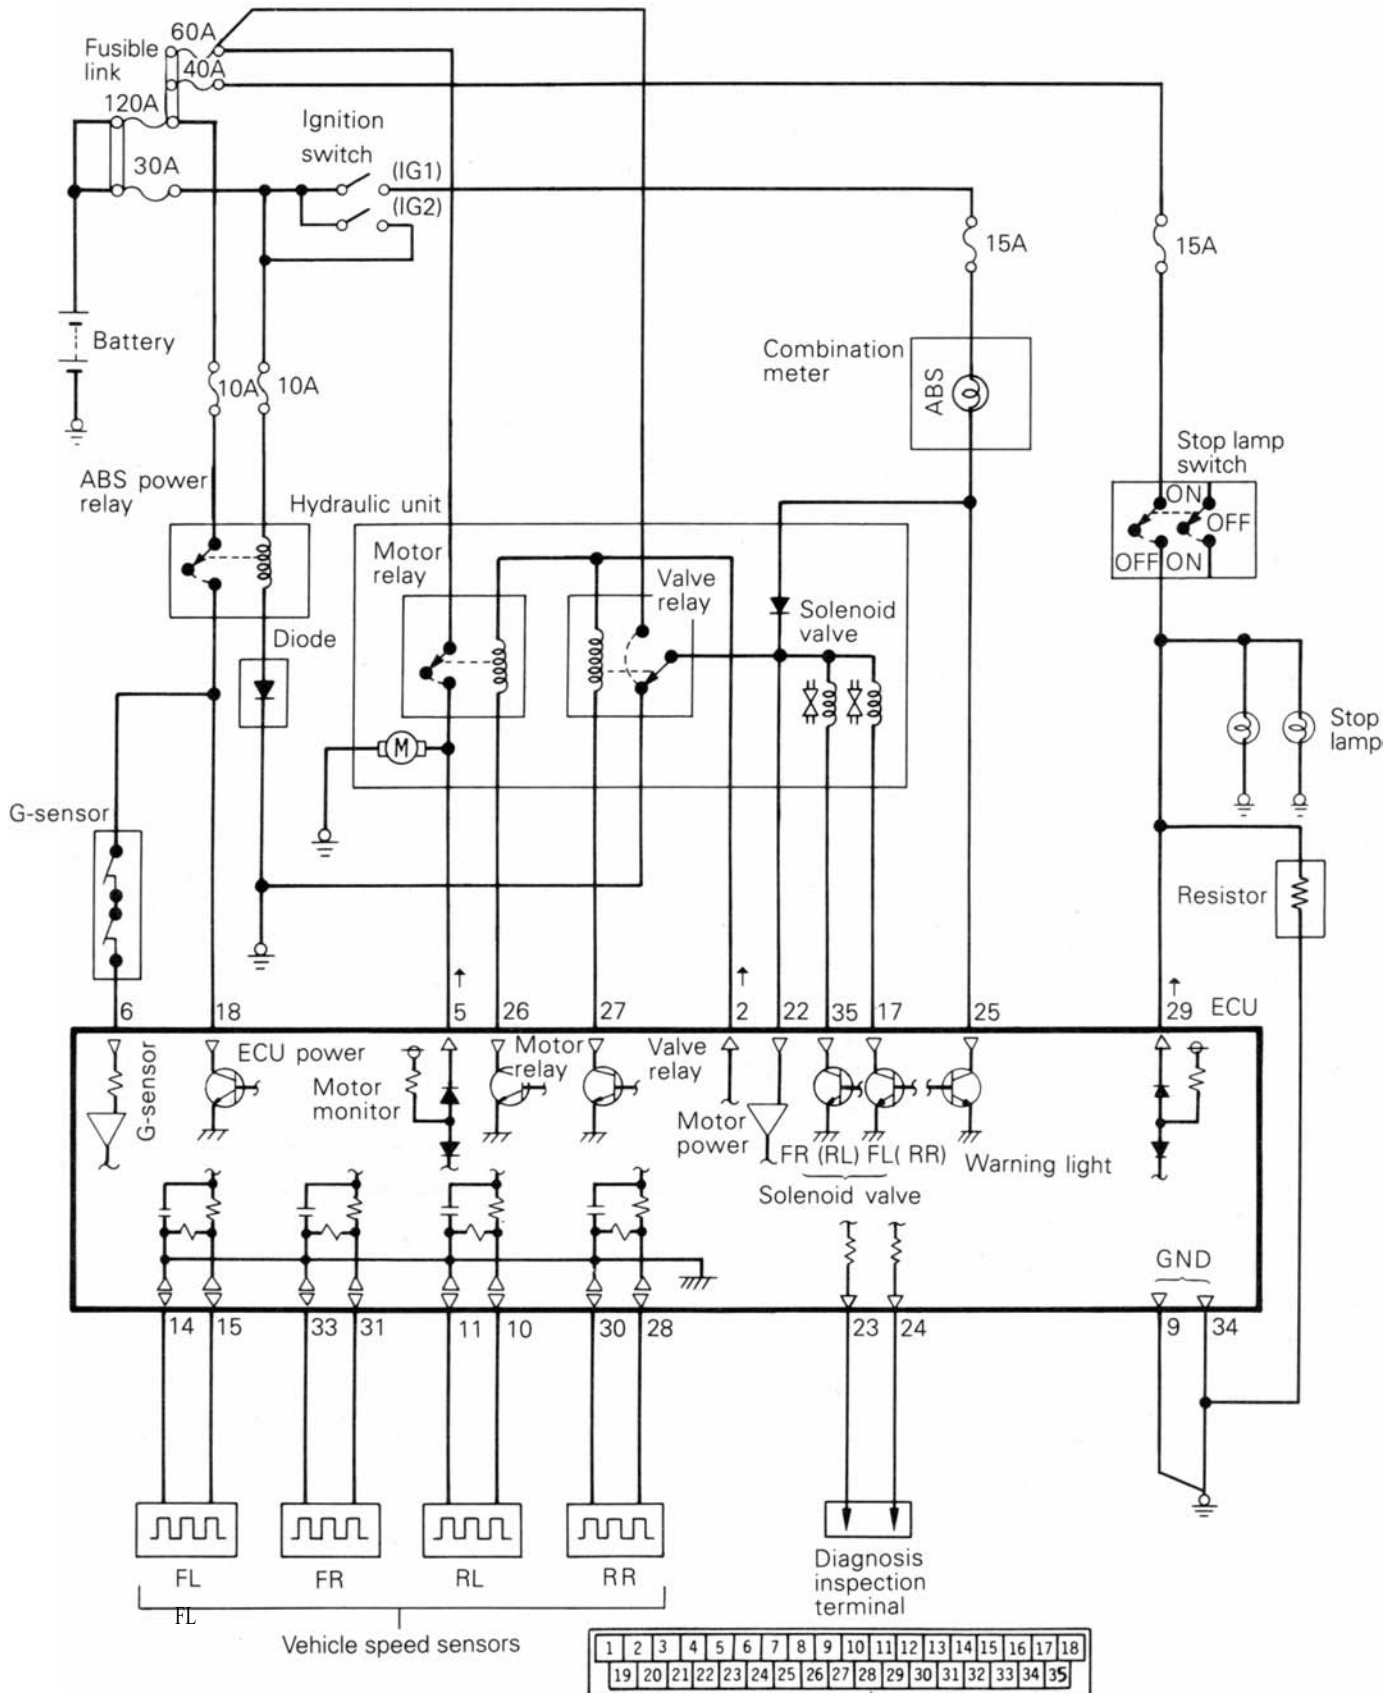 60A
Fusible
link
40A
120A
Ignition
switch
30A
(IG1)
(IG2)
15A
15A
Battery
Combination
meter
ABS
10A
10A
Stop lamp
switch
ON
OFF
OFF
ON
ABS power
relay
Hydraulic unit
Motor
relay
Valve
relay
Solenoid
valve
Diode
M
Stop
lamp
G-sensor
Resistor
6
18
5
26
27
2
22
35
17
25
29
ECU
G-sensor
ECU power
Motor
monitor
Motor
relay
Valve
relay
Motor
power
FR (RL) FL( RR)
Solenoid valve
Warning light
GND
14
15
33
31
11
10
30
28
23
24
9
34
FL
FR
RL
RR
FL
Vehicle speed sensors
Diagnosis
inspection
terminal
1 2 3 4 5 6 7 8 9 10 11 12 13 14 15 16 17 18
19 20 21 22 23 24 25 26 27 28 29 30 31 32 33 34 35